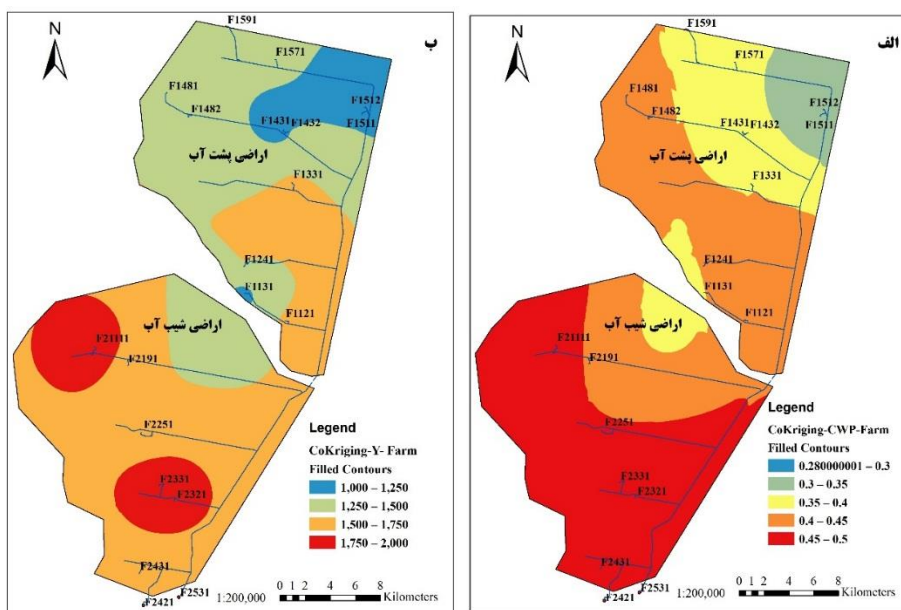 N
ب
F1591
F1571
F1481
F1482
F1512
F1431 F1432
F1511
اراضی پشت آب
F1331
F1241
F1131
F1121
اراضی شیب آب
F21111
F2191
F2251
F2331
F2321
F2431
F2531
F2421
Legend
CoKriging-Y- Farm
Filled Contours
1,000 – 1,250
1,250 – 1,500
1,500 – 1,750
1,750 – 2,000
1:200,000
0 1 2 4 6 8
Kilometers
N
الف
F1591
F1571
F1481
F1482
F1512
F1431 F1432
F1511
اراضی پشت آب
F1331
F1241
F1131
F1121
اراضی شیب آب
F21111
F2191
F2251
F2331
F2321
F2431
F2531
F2421
Legend
CoKriging-CWP-Farm
Filled Contours
0.280000001 – 0.3
0.3 – 0.35
0.35 – 0.4
0.4 – 0.45
0.45 – 0.5
1:200,000
0 1 2 4 6 8
Kilometers